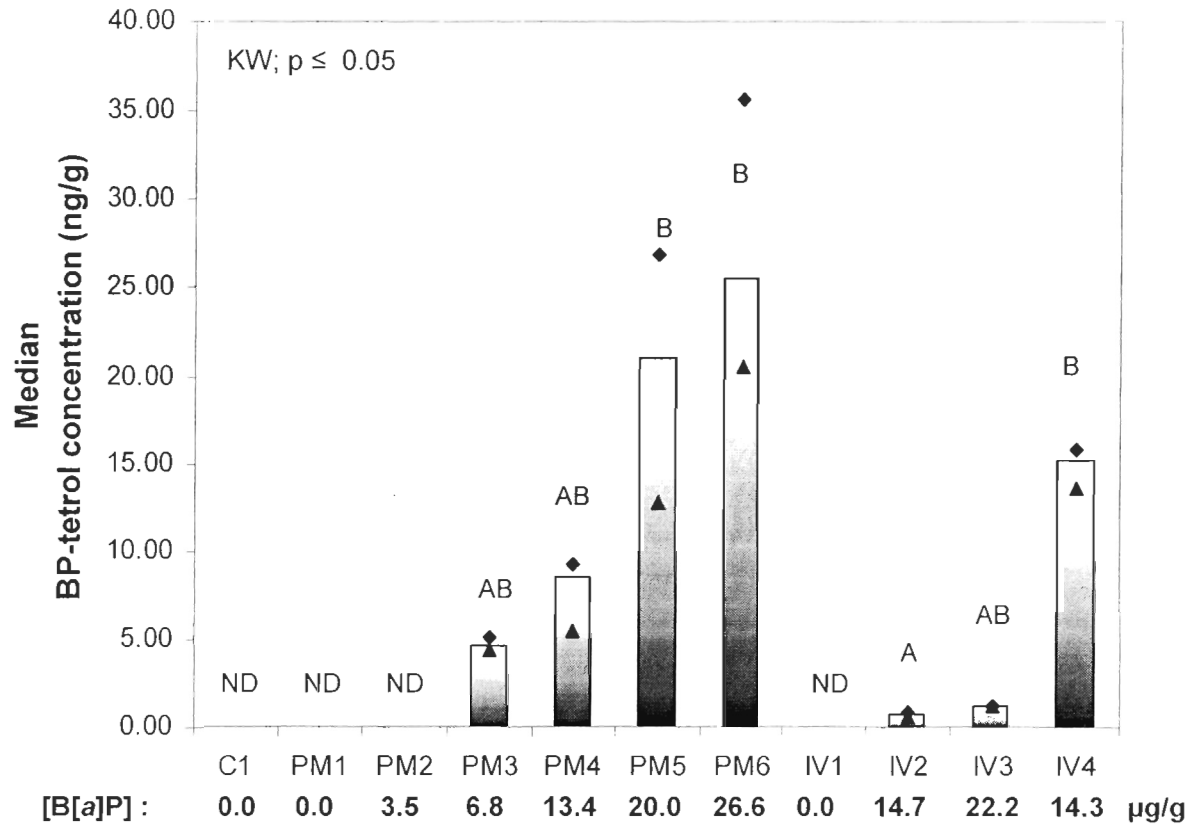 40.00
KW; p ≤ 0.05
35.00
30.00
25.00
20.00
15.00
10.00
5.00
0.00
Median
BP-tetrol concentration (ng/g)
ND ND ND AB AB B B ND A AB B
C1 PM1 PM2 PM3 PM4 PM5 PM6 IV1 IV2 IV3 IV4
[B[a]P] : 0.0 0.0 3.5 6.8 13.4 20.0 26.6 0.0 14.7 22.2 14.3 µg/g